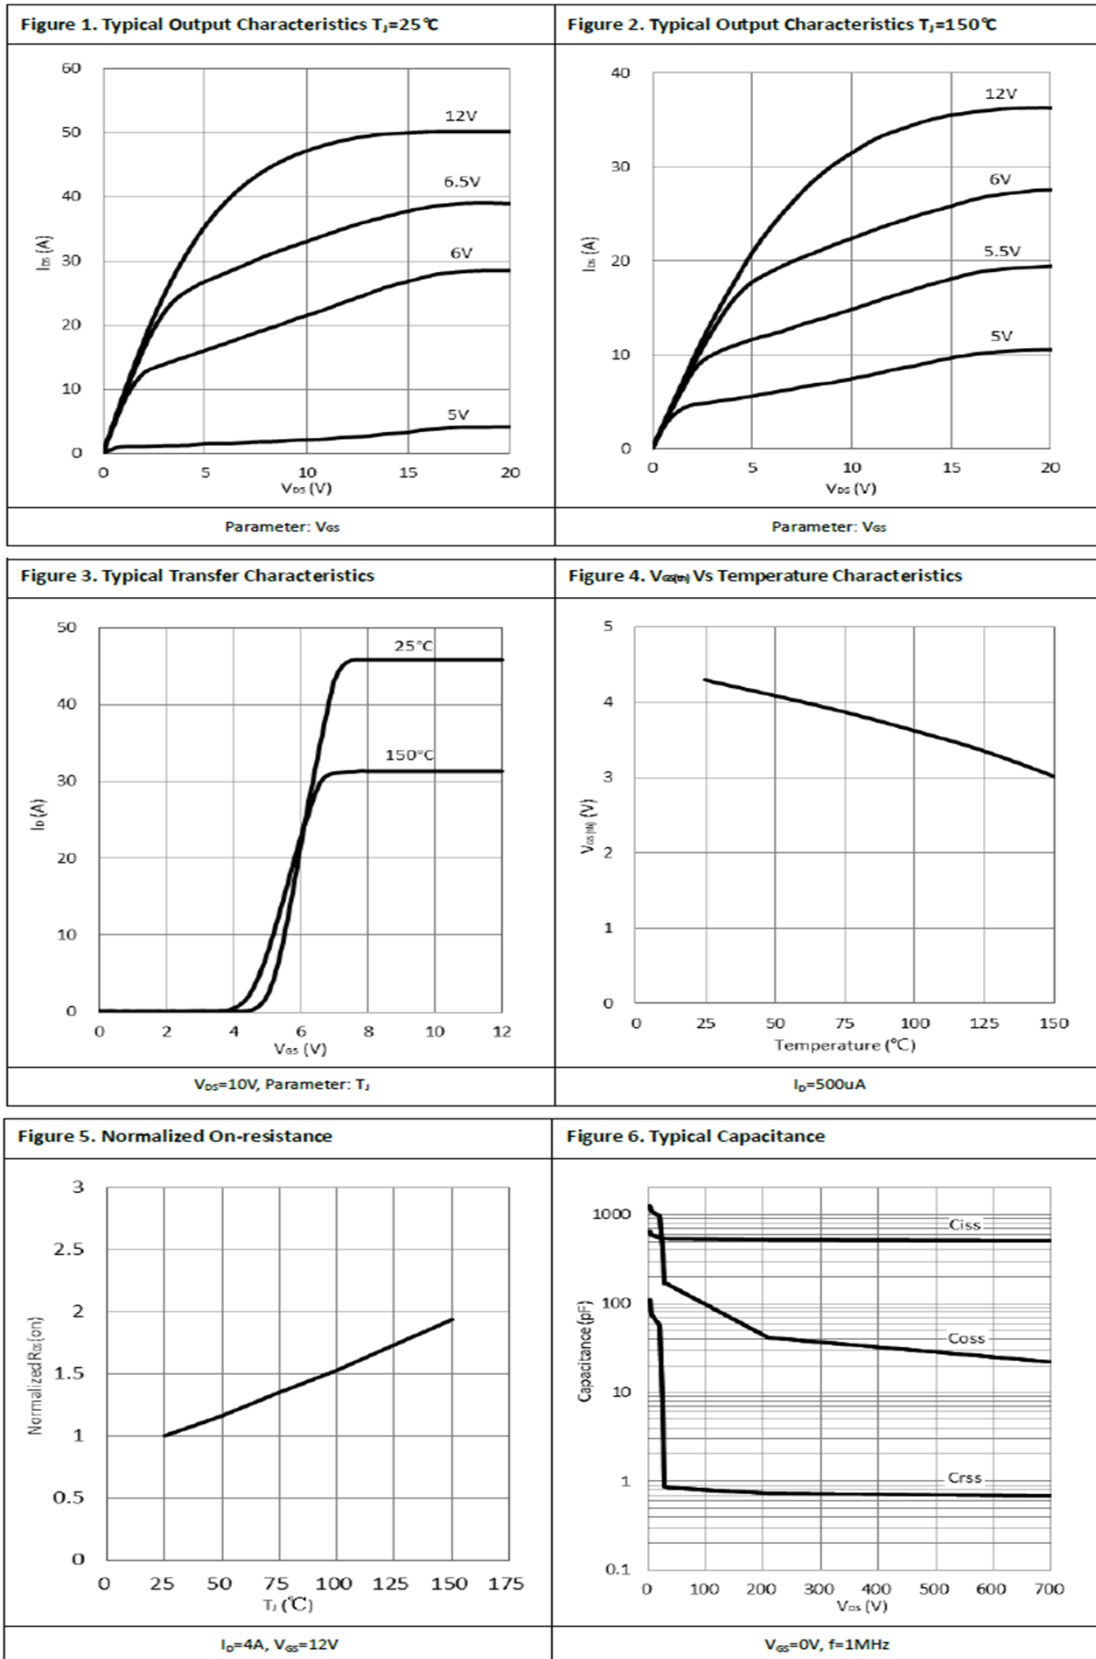 Figure 1. Typical Output Characteristics TJ=25℃
60
50
40
30
20
10
0
IDS (A)
12V
6.5V
6V
5V
0 5 10 15 20
VDS (V)
Parameter: VGS
Figure 2. Typical Output Characteristics TJ=150℃
40
30
20
10
0
IDS (A)
12V
6V
5.5V
5V
0 5 10 15 20
VDS (V)
Parameter: VGS
Figure 3. Typical Transfer Characteristics
50
40
30
20
10
0
ID (A)
25℃
150℃
0 2 4 6 8 10 12
VGS (V)
VDS=10V, Parameter: TJ
Figure 4. VGS(th) Vs Temperature Characteristics
5
4
3
2
1
0
VGS(th) (V)
0 25 50 75 100 125 150
Temperature (℃)
ID=500uA
Figure 5. Normalized On-resistance
3
2.5
2
1.5
1
0.5
0
Normalized RDS(on)
0 25 50 75 100 125 150 175
TJ (℃)
ID=4A, VGS=12V
Figure 6. Typical Capacitance
1000
100
10
1
0.1
Capacitance (pF)
Ciss
Coss
Crss
0 100 200 300 400 500 600 700
VDS (V)
VGS=0V, f=1MHz